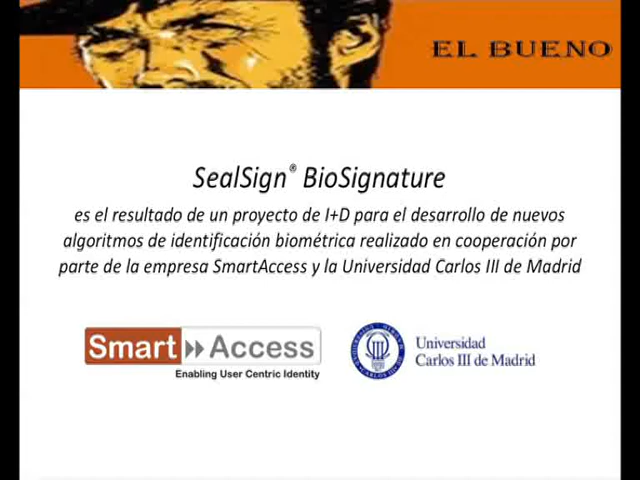 EL BUENO
SealSign® BioSignature
es el resultado de un proyecto de I+D para el desarrollo de nuevos
algoritmos de identificación biométrica realizado en cooperación por
parte de la empresa SmartAccess y la Universidad Carlos III de Madrid
Smart Access
Enabling User Centric Identity
Universidad
Carlos III de Madrid